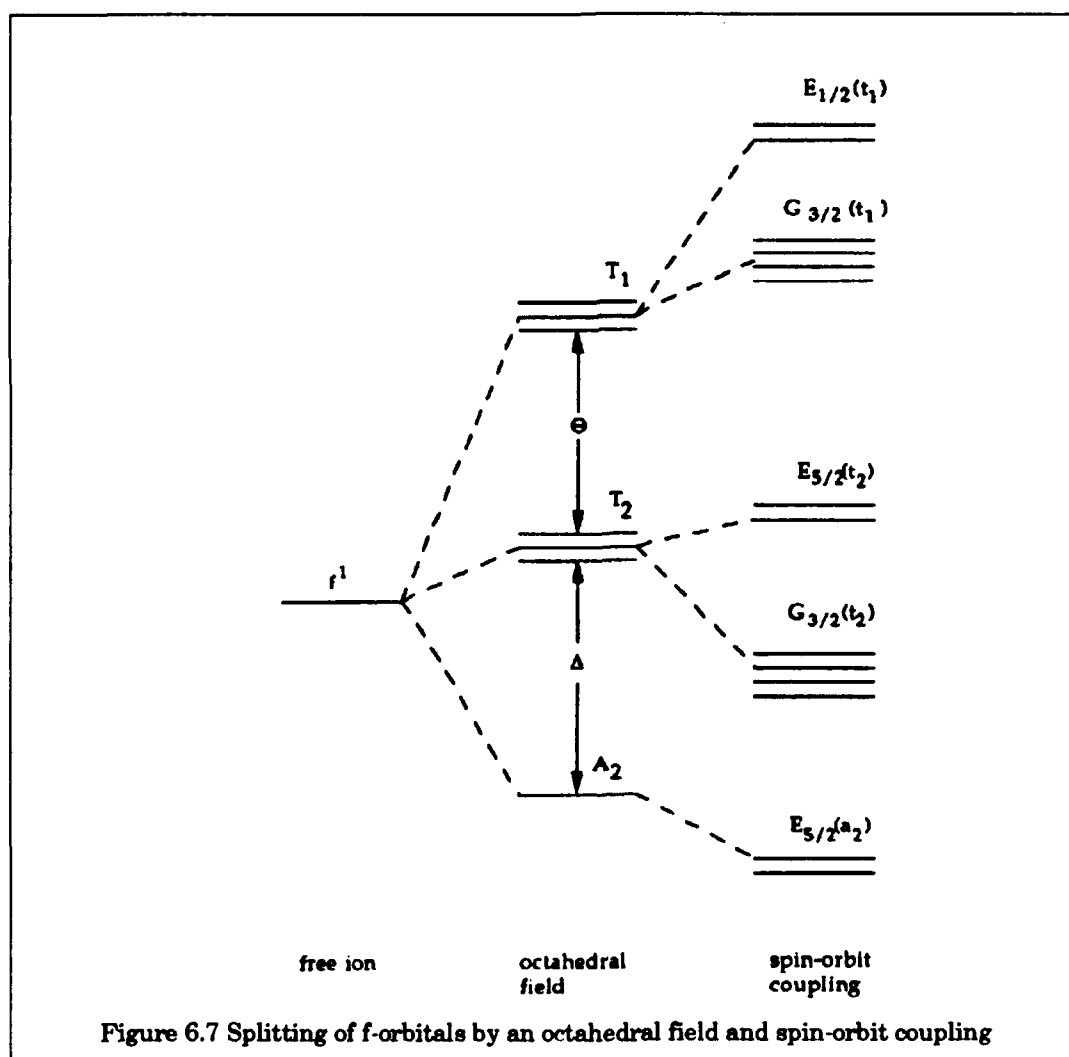 E1/2(t1)
G3/2(t1)
T1
Θ
E5/2(t2)
T2
f1
G3/2(t2)
Δ
A2
E5/2(a2)
free ion
octahedral
field
spin-orbit
coupling
Figure 6.7 Splitting of f-orbitals by an octahedral field and spin-orbit coupling